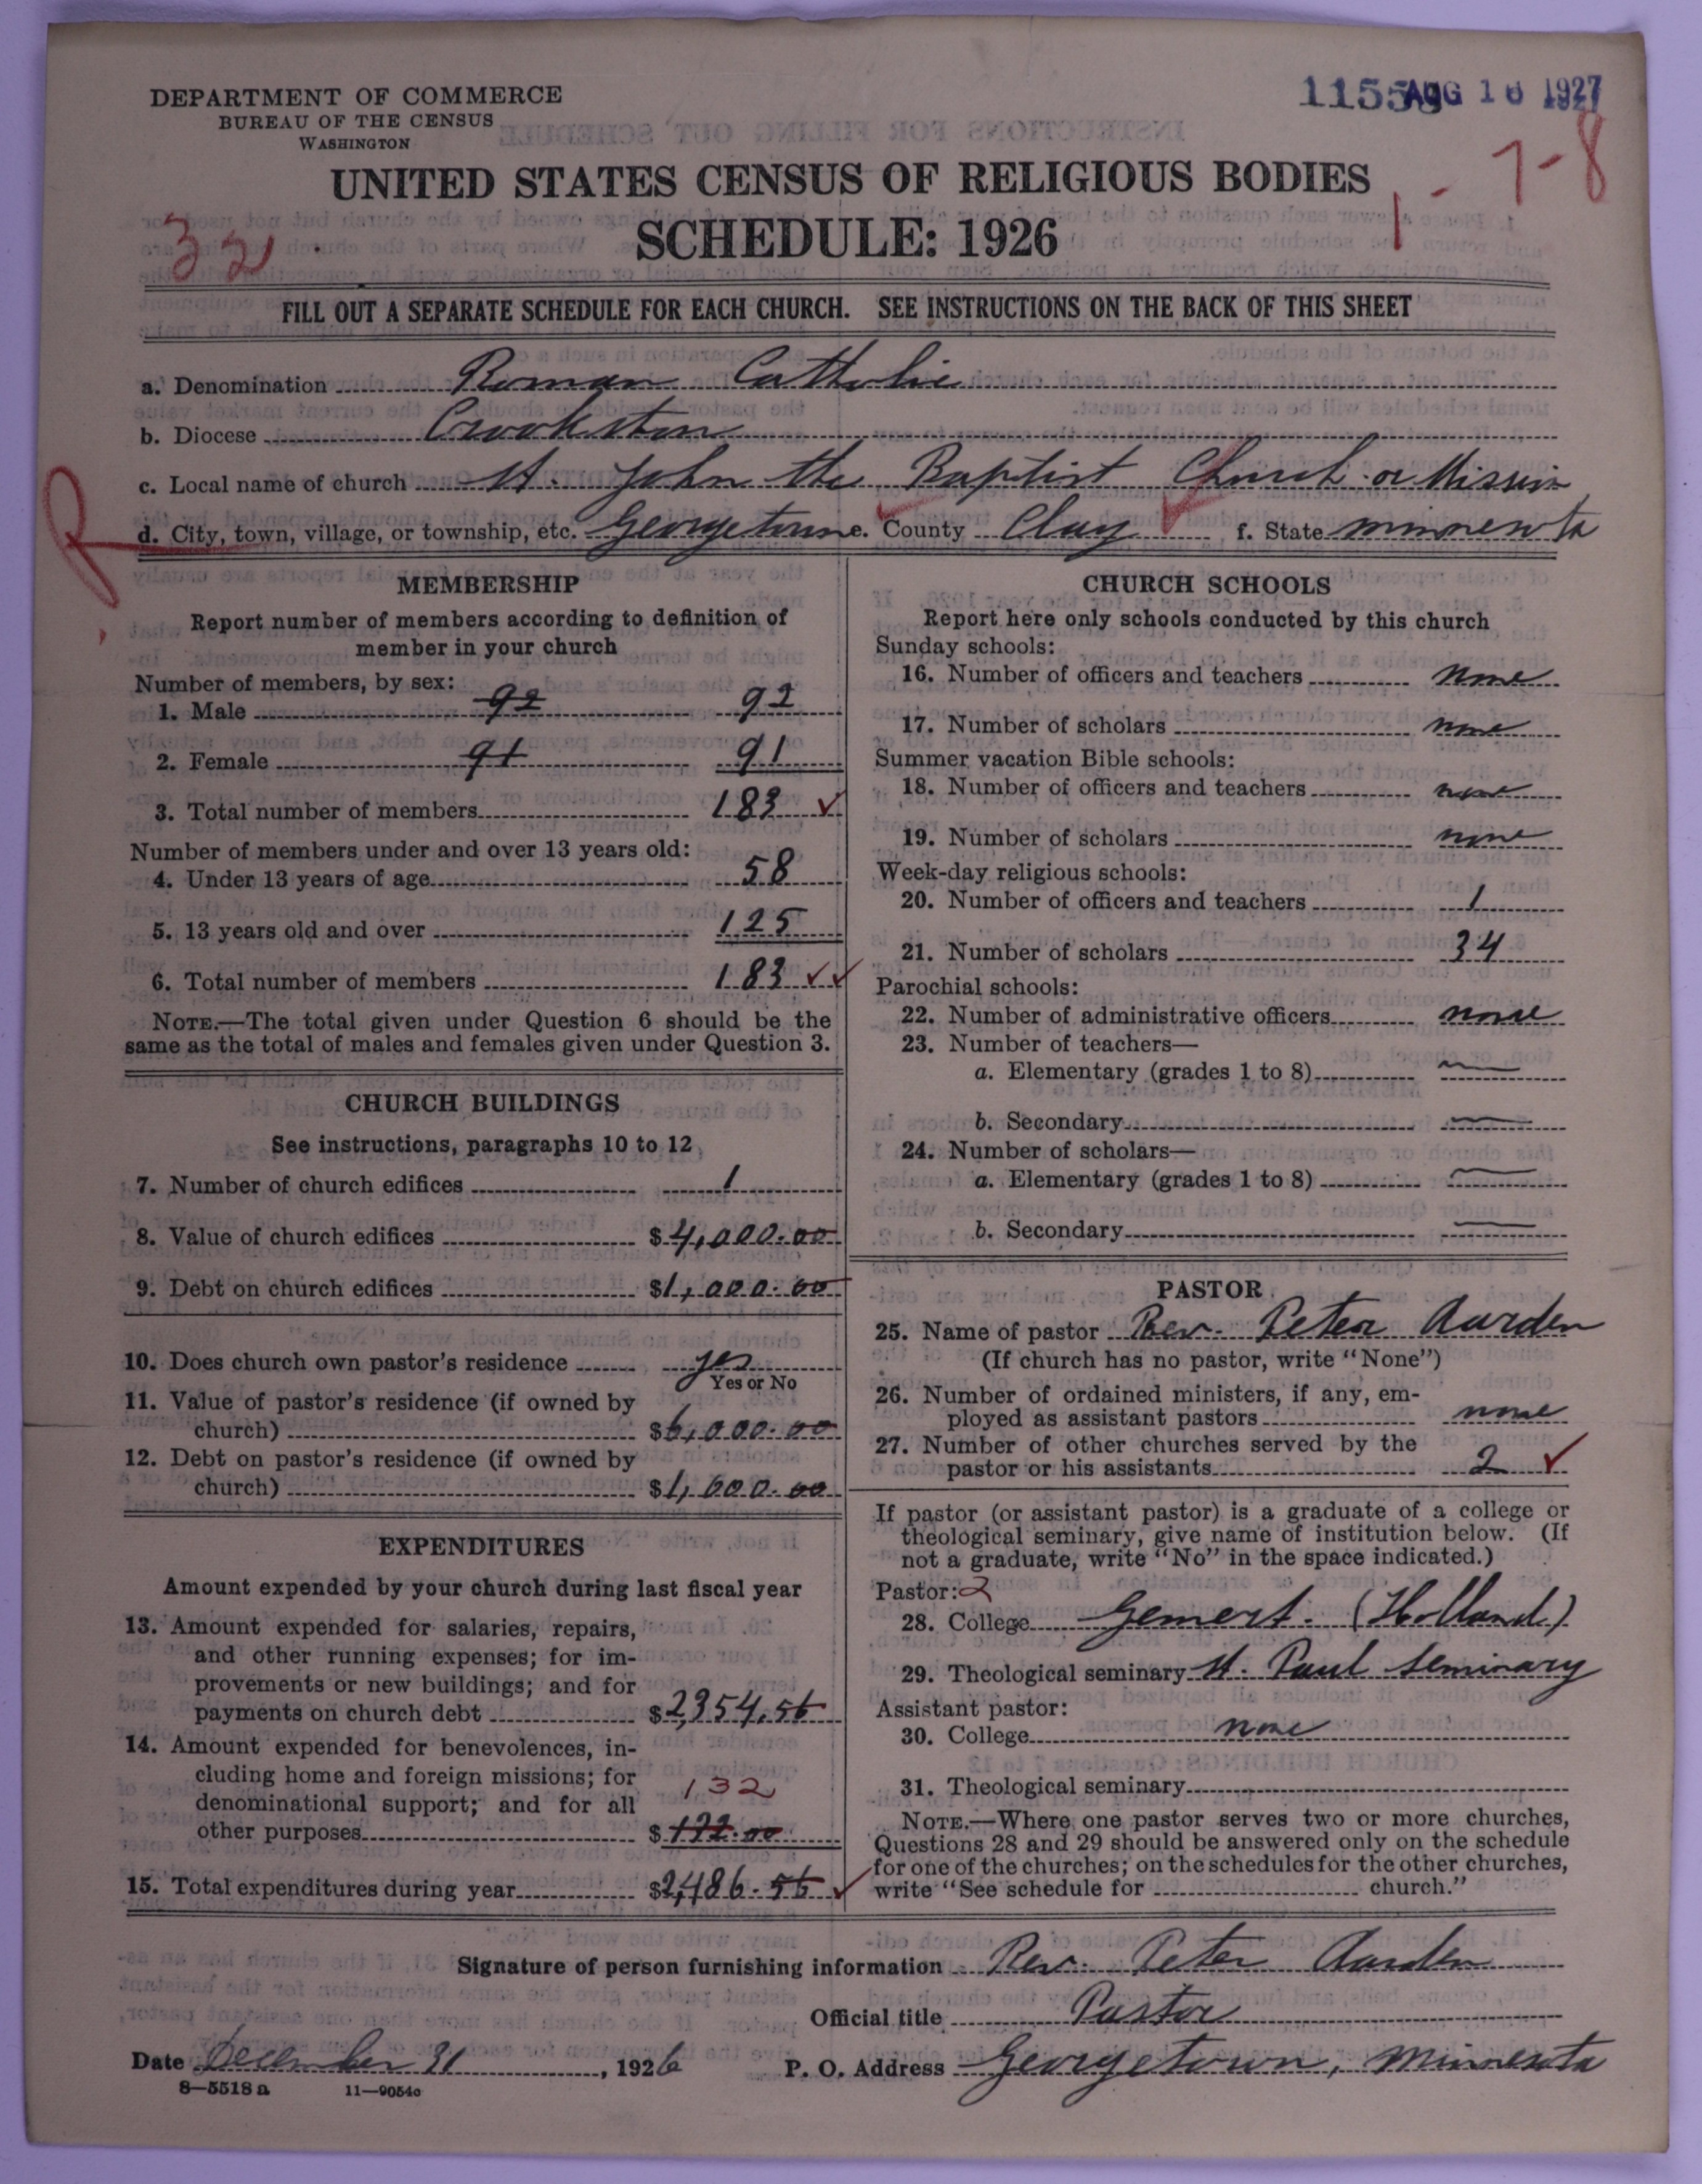 DEPARTMENT OF COMMERCE
BUREAU OF THE CENSUS
WASHINGTON
AUG 16 1927
1-7-8
UNITED STATES CENSUS OF RELIGIOUS BODIES
SCHEDULE: 1926
32
FILL OUT A SEPARATE SCHEDULE FOR EACH CHURCH. SEE INSTRUCTIONS ON THE BACK OF THIS SHEET
a. Denomination Roman Catholic
b. Diocese Crookston
c. Local name of church St. John the Baptist Church or Mission
R
d. City, town, village, or township, etc. Georgetown e. County Clay f. State Minnesota
MEMBERSHIP
Report number of members according to definition of
member in your church
Number of members, by sex:
1. Male 92 92
2. Female 91 91
3. Total number of members 183 ✓
Number of members under and over 13 years old:
4. Under 13 years of age 58
5. 13 years old and over 125
6. Total number of members 183 ✓✓
NOTE.—The total given under Question 6 should be the
same as the total of males and females given under Question 3.
CHURCH BUILDINGS
See instructions, paragraphs 10 to 12
7. Number of church edifices 1
8. Value of church edifices $4,000.00
9. Debt on church edifices $1,000.00
10. Does church own pastor's residence yes
Yes or No
11. Value of pastor's residence (if owned by
church) $6,000.00
12. Debt on pastor's residence (if owned by
church) $1,000.00
EXPENDITURES
Amount expended by your church during last fiscal year
13. Amount expended for salaries, repairs,
and other running expenses; for im-
provements or new buildings; and for
payments on church debt $2,354.56
14. Amount expended for benevolences, in-
cluding home and foreign missions; for
denominational support; and for all
132
other purposes $132.00
15. Total expenditures during year $2,486.56 ✓
CHURCH SCHOOLS
Report here only schools conducted by this church
Sunday schools:
16. Number of officers and teachers none
17. Number of scholars none
Summer vacation Bible schools:
18. Number of officers and teachers none
19. Number of scholars none
Week-day religious schools:
20. Number of officers and teachers 1
21. Number of scholars 34
Parochial schools:
22. Number of administrative officers none
23. Number of teachers—
a. Elementary (grades 1 to 8) —
b. Secondary —
24. Number of scholars—
a. Elementary (grades 1 to 8) —
b. Secondary —
PASTOR
25. Name of pastor Rev. Peter Aarden
(If church has no pastor, write "None")
26. Number of ordained ministers, if any, em-
ployed as assistant pastors none
27. Number of other churches served by the
pastor or his assistants 2 ✓
If pastor (or assistant pastor) is a graduate of a college or
theological seminary, give name of institution below. (If
not a graduate, write "No" in the space indicated.)
Pastor: 2
28. College Gemert. (Holland.)
29. Theological seminary St. Paul Seminary
Assistant pastor:
30. College none
31. Theological seminary
NOTE.—Where one pastor serves two or more churches,
Questions 28 and 29 should be answered only on the schedule
for one of the churches; on the schedules for the other churches,
write "See schedule for church."
Signature of person furnishing information Rev. Peter Aarden
Official title Pastor
Date December 31, 1926 P. O. Address Georgetown, Minnesota
8—5518 a 11—9054c